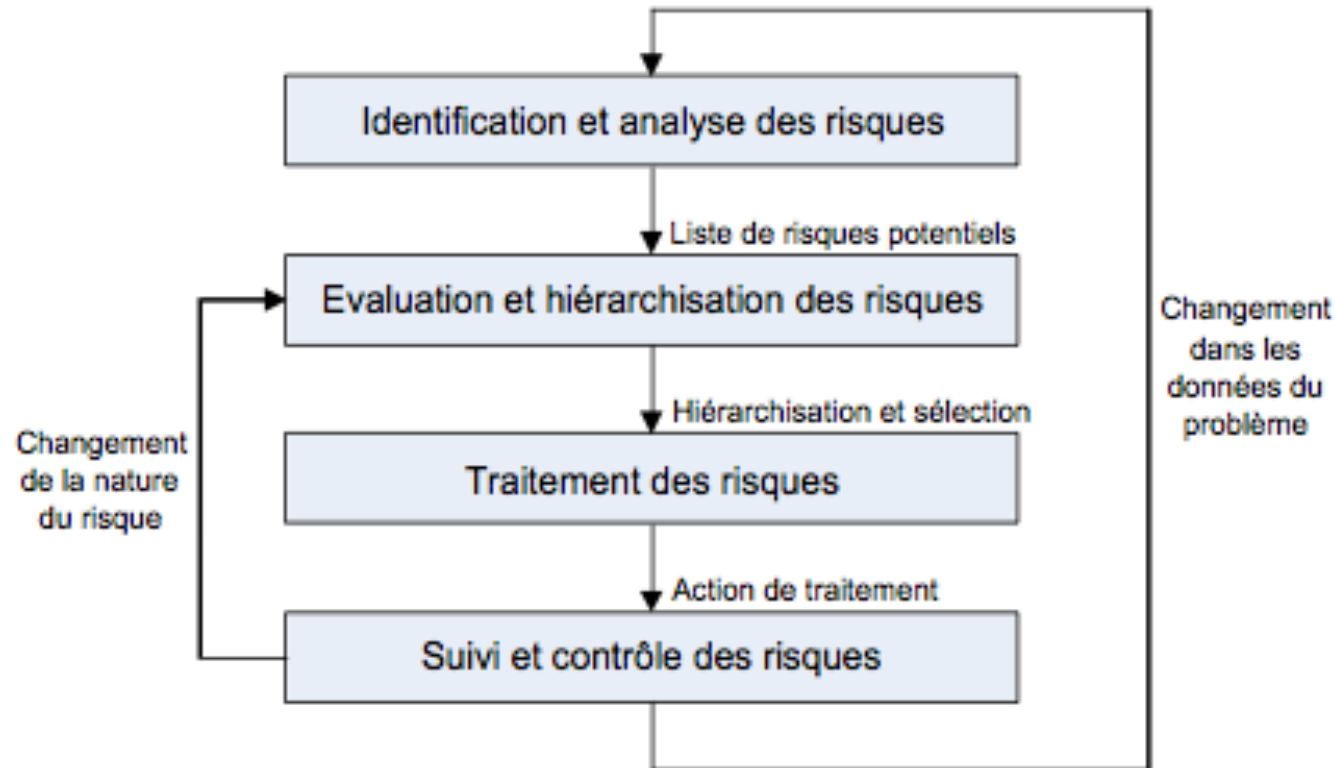 Identification et analyse des risques
Liste de risques potentiels
Evaluation et hiérarchisation des risques
Changement
dans les
données du
problème
Hiérarchisation et sélection
Changement
de la nature
du risque
Traitement des risques
Action de traitement
Suivi et contrôle des risques